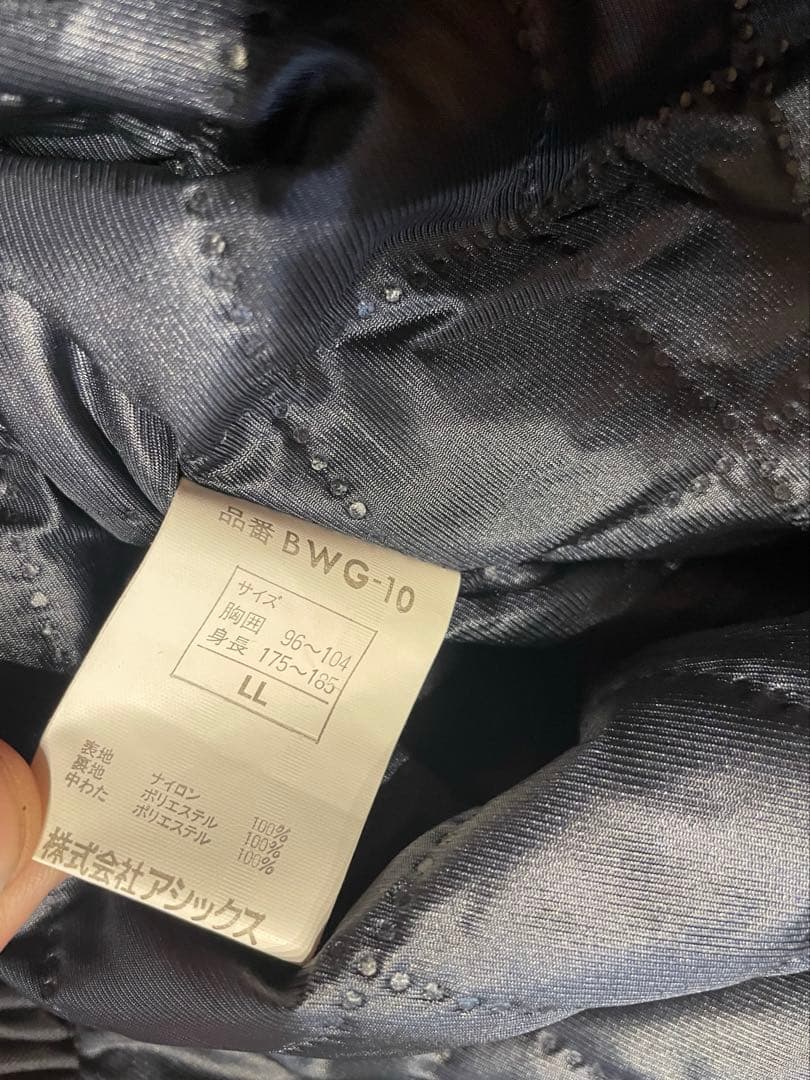 品番 BWG-10
サイズ
胸囲 96～104
身長 175～185
LL
表地 ナイロン 100%
裏地 ポリエステル 100%
中わた ポリエステル 100%
株式会社アシックス